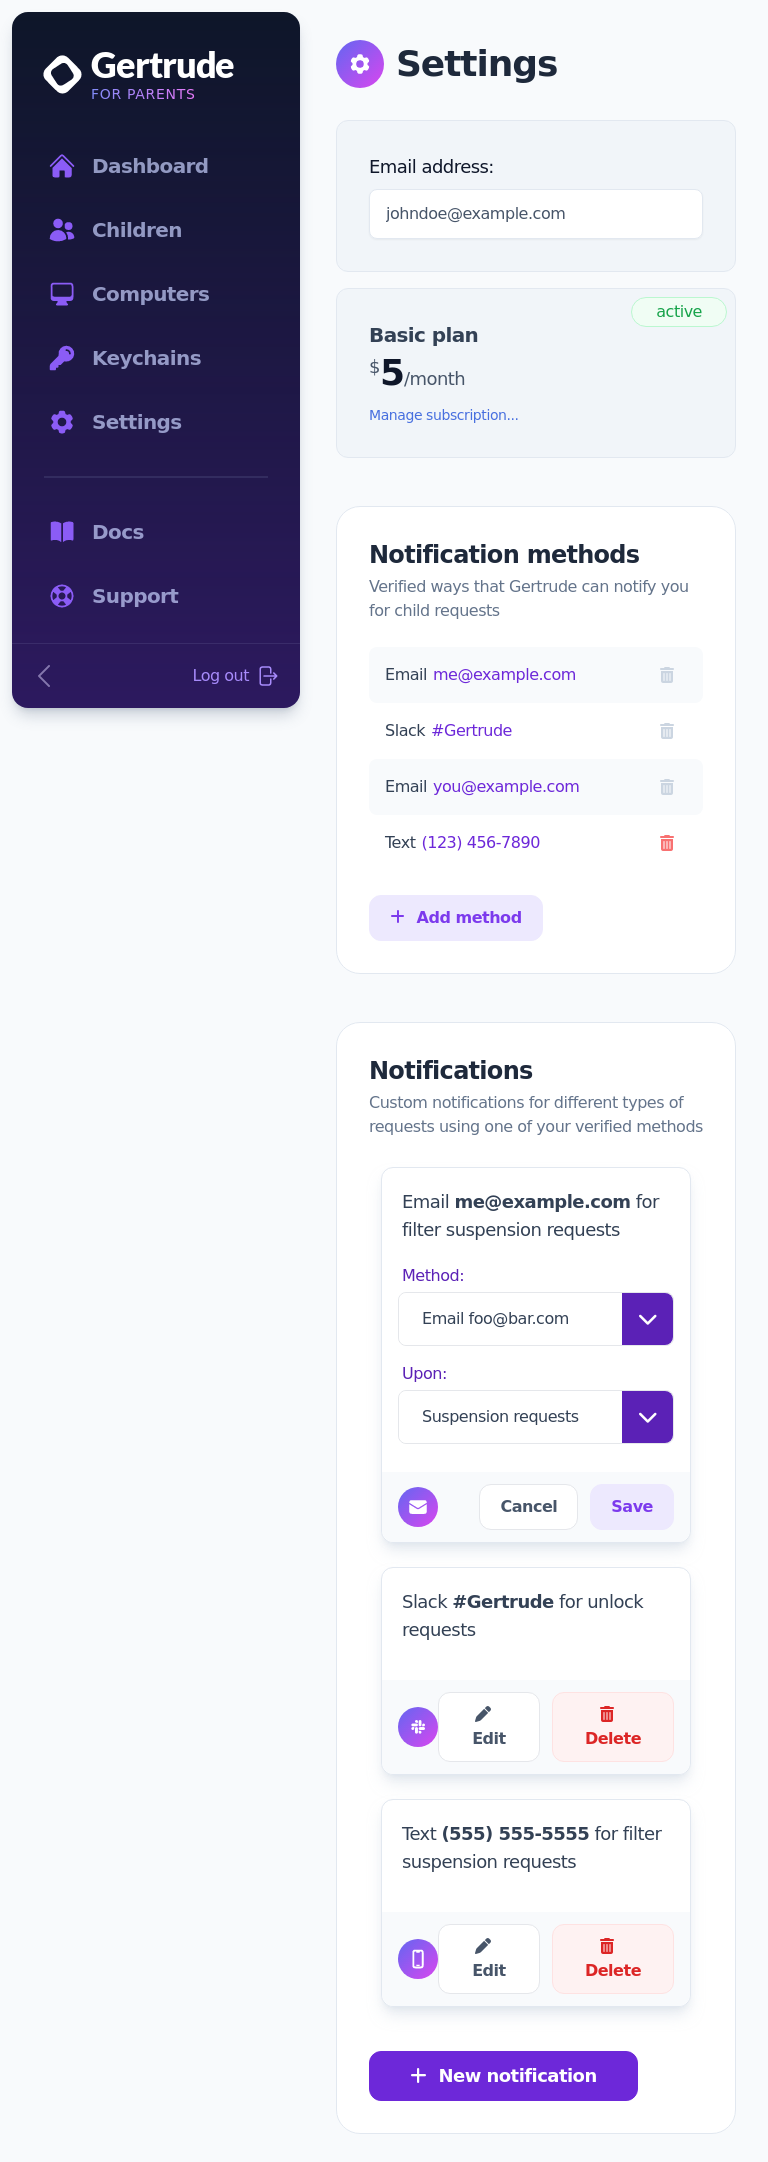 Gertrude
FOR PARENTS
Dashboard
Children
Computers
Keychains
Settings
Docs
Support
Log out
Settings
Email address:
johndoe@example.com
active
Basic plan
$5/month
Manage subscription...
Notification methods
Verified ways that Gertrude can notify you
for child requests
Email me@example.com
Slack #Gertrude
Email you@example.com
Text (123) 456-7890
Add method
Notifications
Custom notifications for different types of
requests using one of your verified methods
Email me@example.com for
filter suspension requests
Method:
Email foo@bar.com
Upon:
Suspension requests
Cancel
Save
Slack #Gertrude for unlock
requests
Edit
Delete
Text (555) 555-5555 for filter
suspension requests
Edit
Delete
New notification